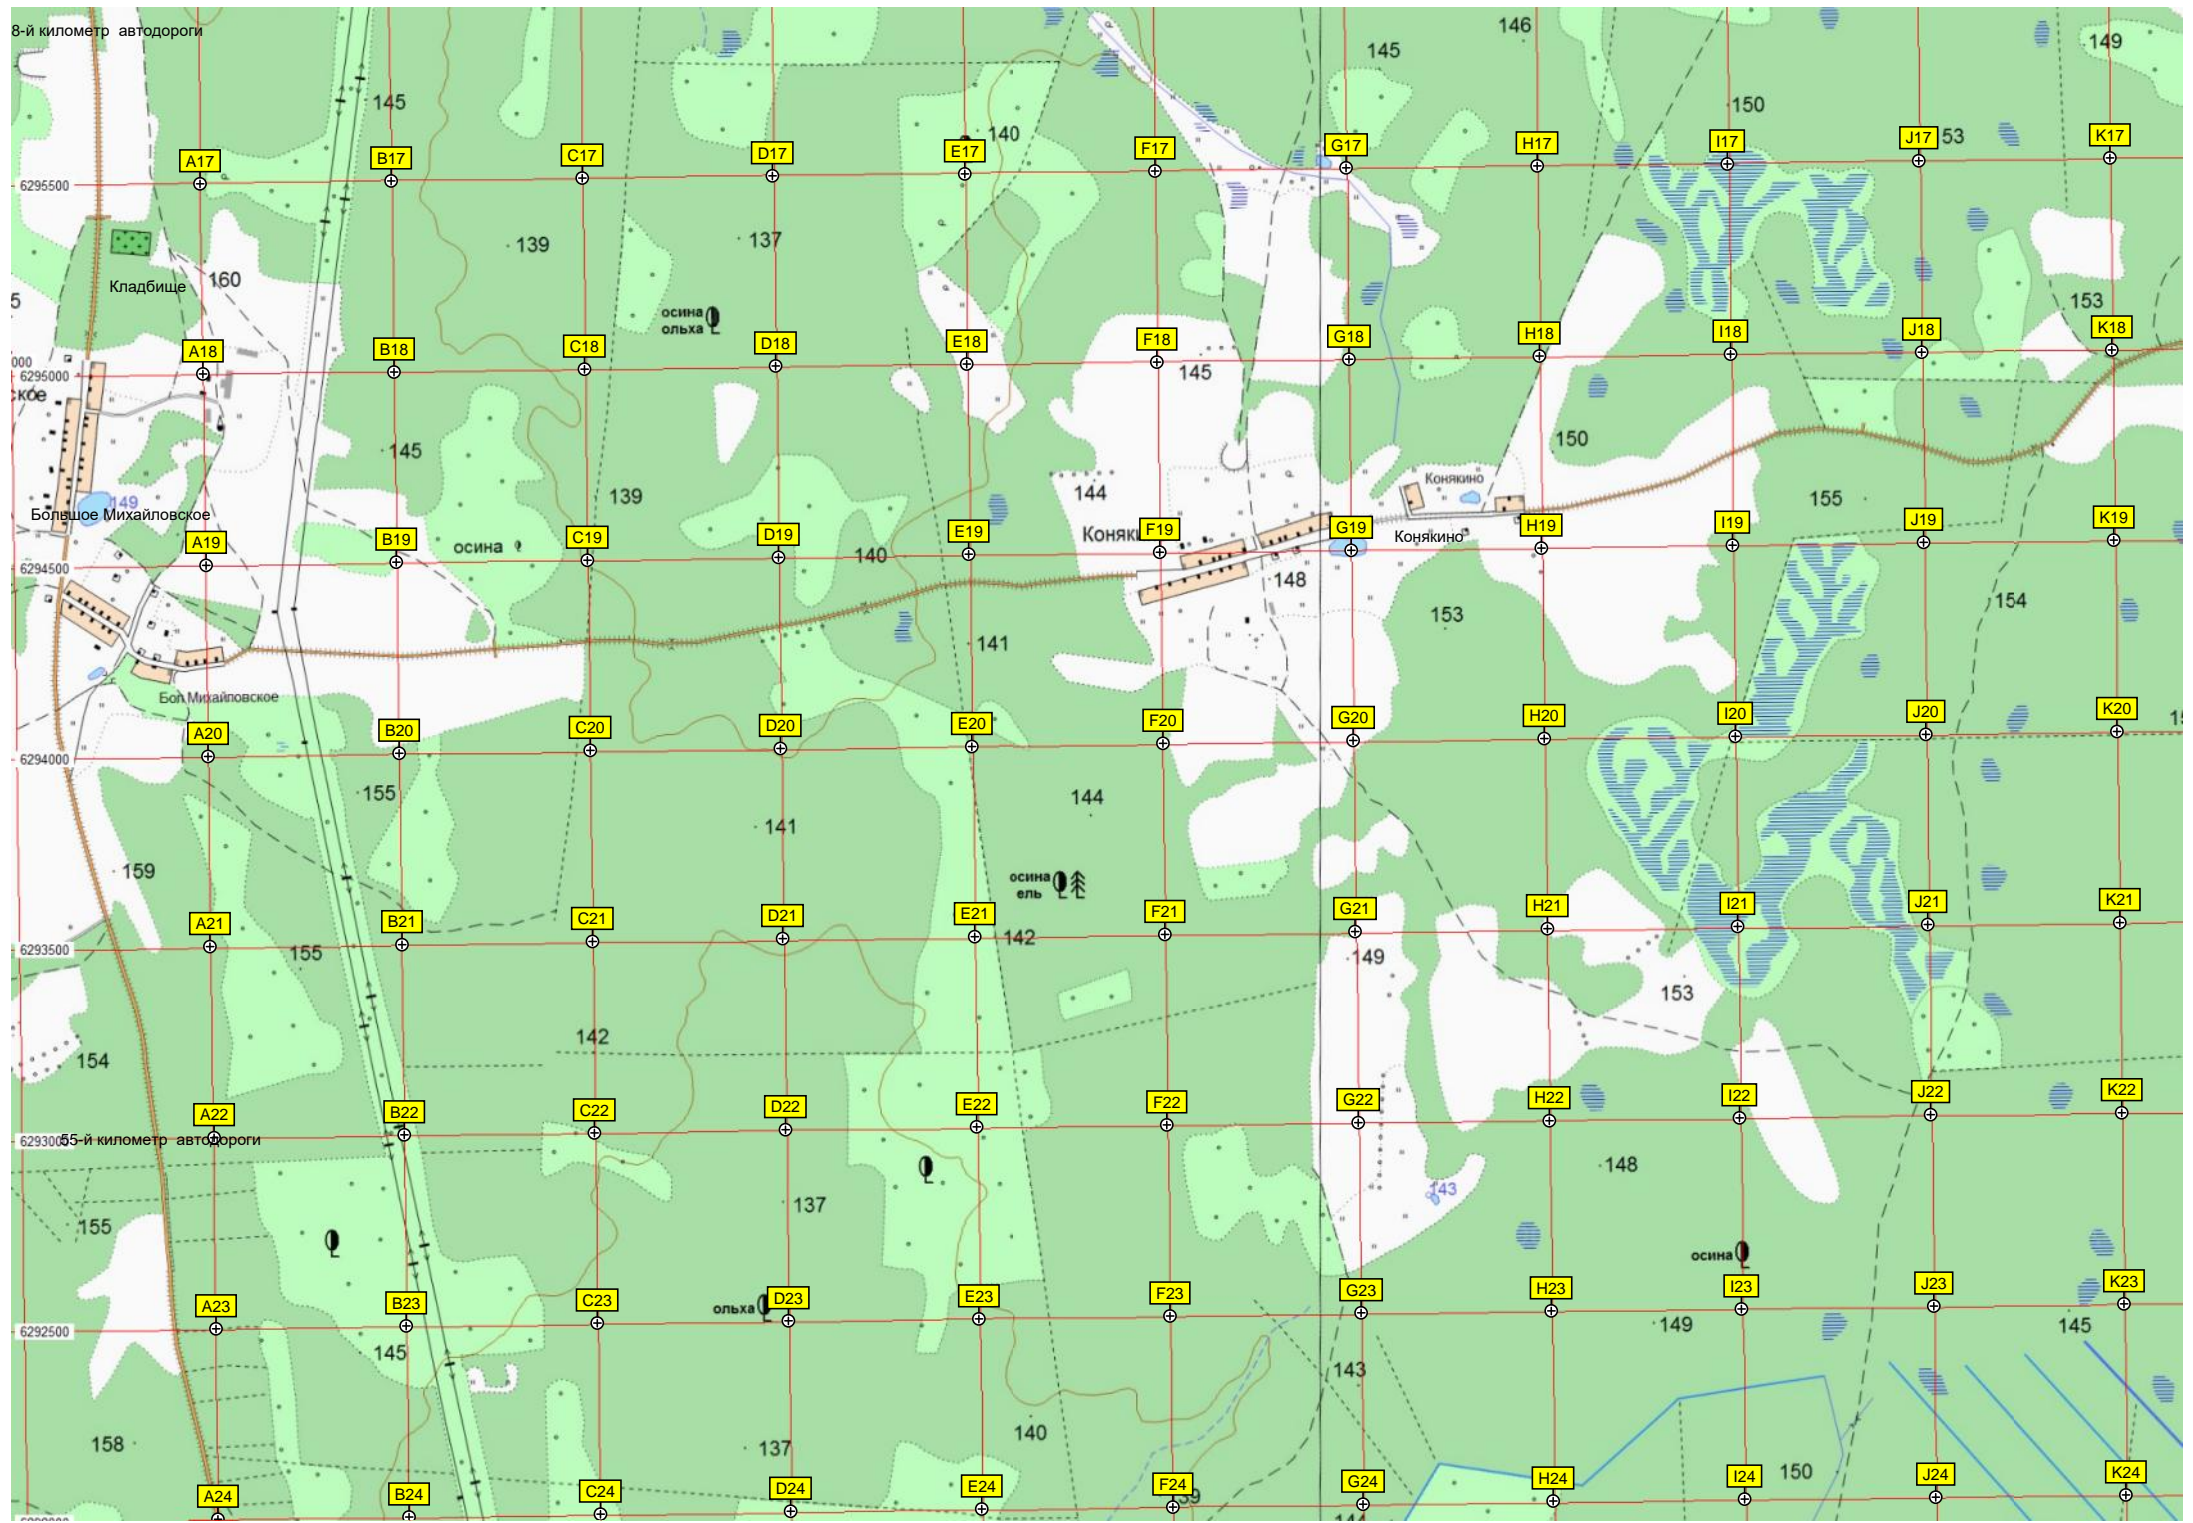 8-й километр автодороги
146
145
149
145
150
140
53
A17
B17
C17
D17
E17
F17
G17
H17
I17
J17
K17
6295500
139
137
160
Кладбище
5
153
осина
ольха
A18
B18
C18
D18
E18
F18
G18
H18
I18
J18
K18
000
6295000
145
ское
145
150
139
144
Конякино
155
149
Большое Михайловское
A19
B19
C19
D19
E19
F19
G19
H19
I19
J19
K19
осина
140
Коняк
Конякино
6294500
148
154
153
141
Бол Михайловское
A20
B20
C20
D20
E20
F20
G20
H20
I20
J20
K20
6294000
155
144
141
159
осина
ель
A21
B21
C21
D21
E21
F21
G21
H21
I21
J21
K21
142
6293500
155
149
153
142
154
A22
B22
C22
D22
E22
F22
G22
H22
I22
J22
K22
6293000
55-й километр автодороги
148
143
137
155
осина
A23
B23
C23
D23
E23
F23
G23
H23
I23
J23
K23
ольха
6292500
149
145
145
143
140
158
137
150
A24
B24
C24
D24
E24
F24
G24
H24
I24
J24
K24
39